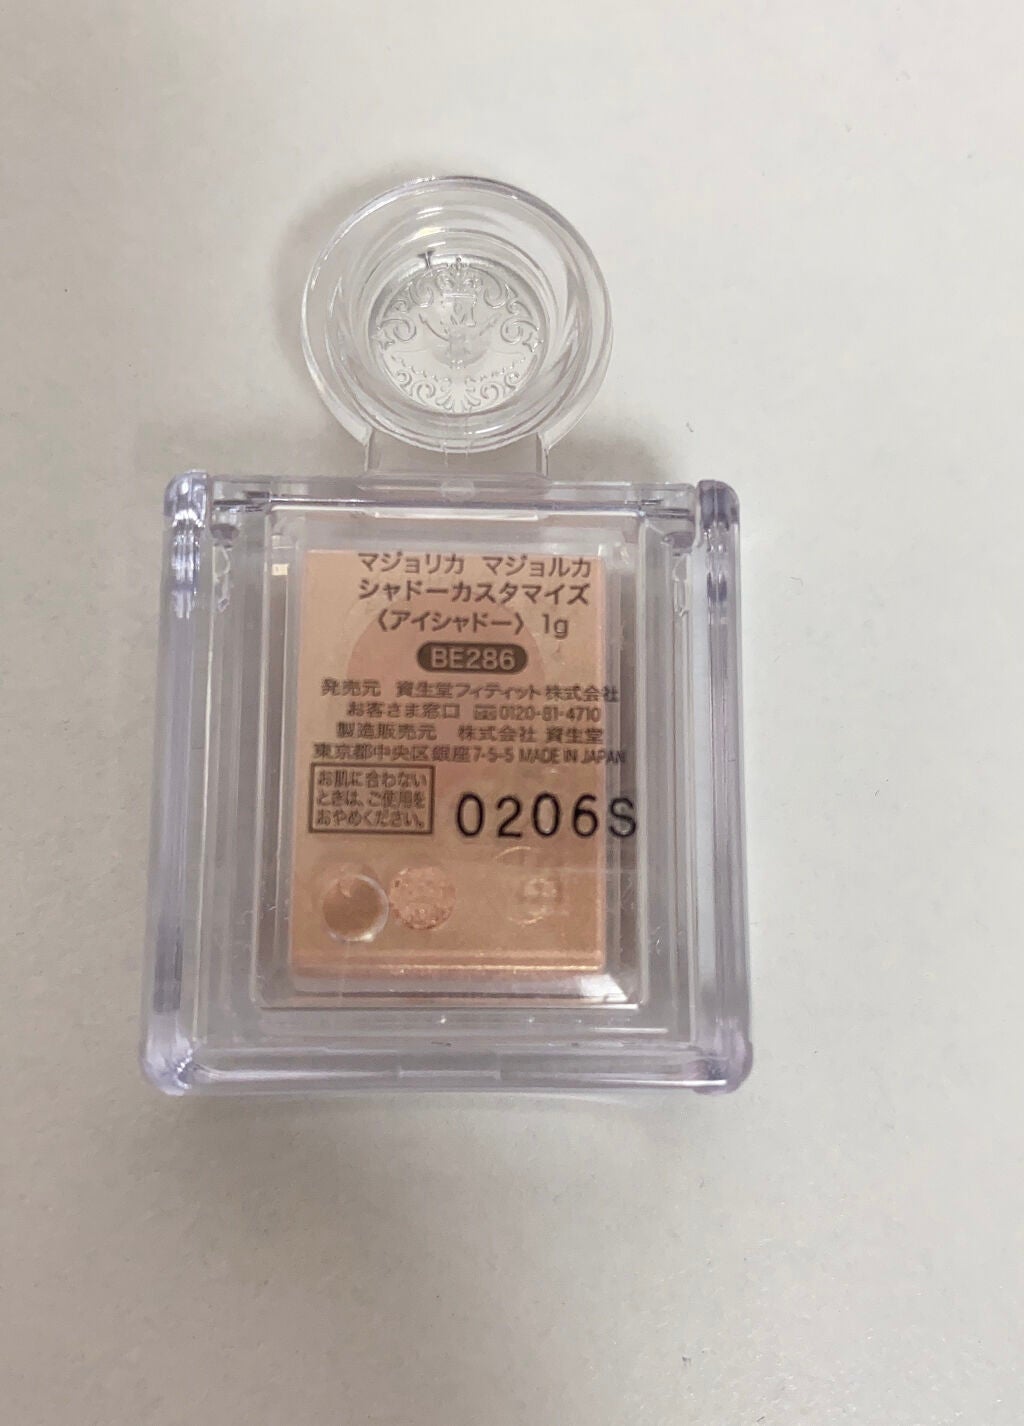 マジョリカ マジョルカ
シャドーカスタマイズ
〈アイシャドー〉 1g
BE286
発売元 資生堂フィティット株式会社
お客さま窓口 0120-81-4710
製造販売元 株式会社 資生堂
東京都中央区銀座7-5-5 MADE IN JAPAN
お肌に合わない
ときは、ご使用を
おやめください。
0206S
M